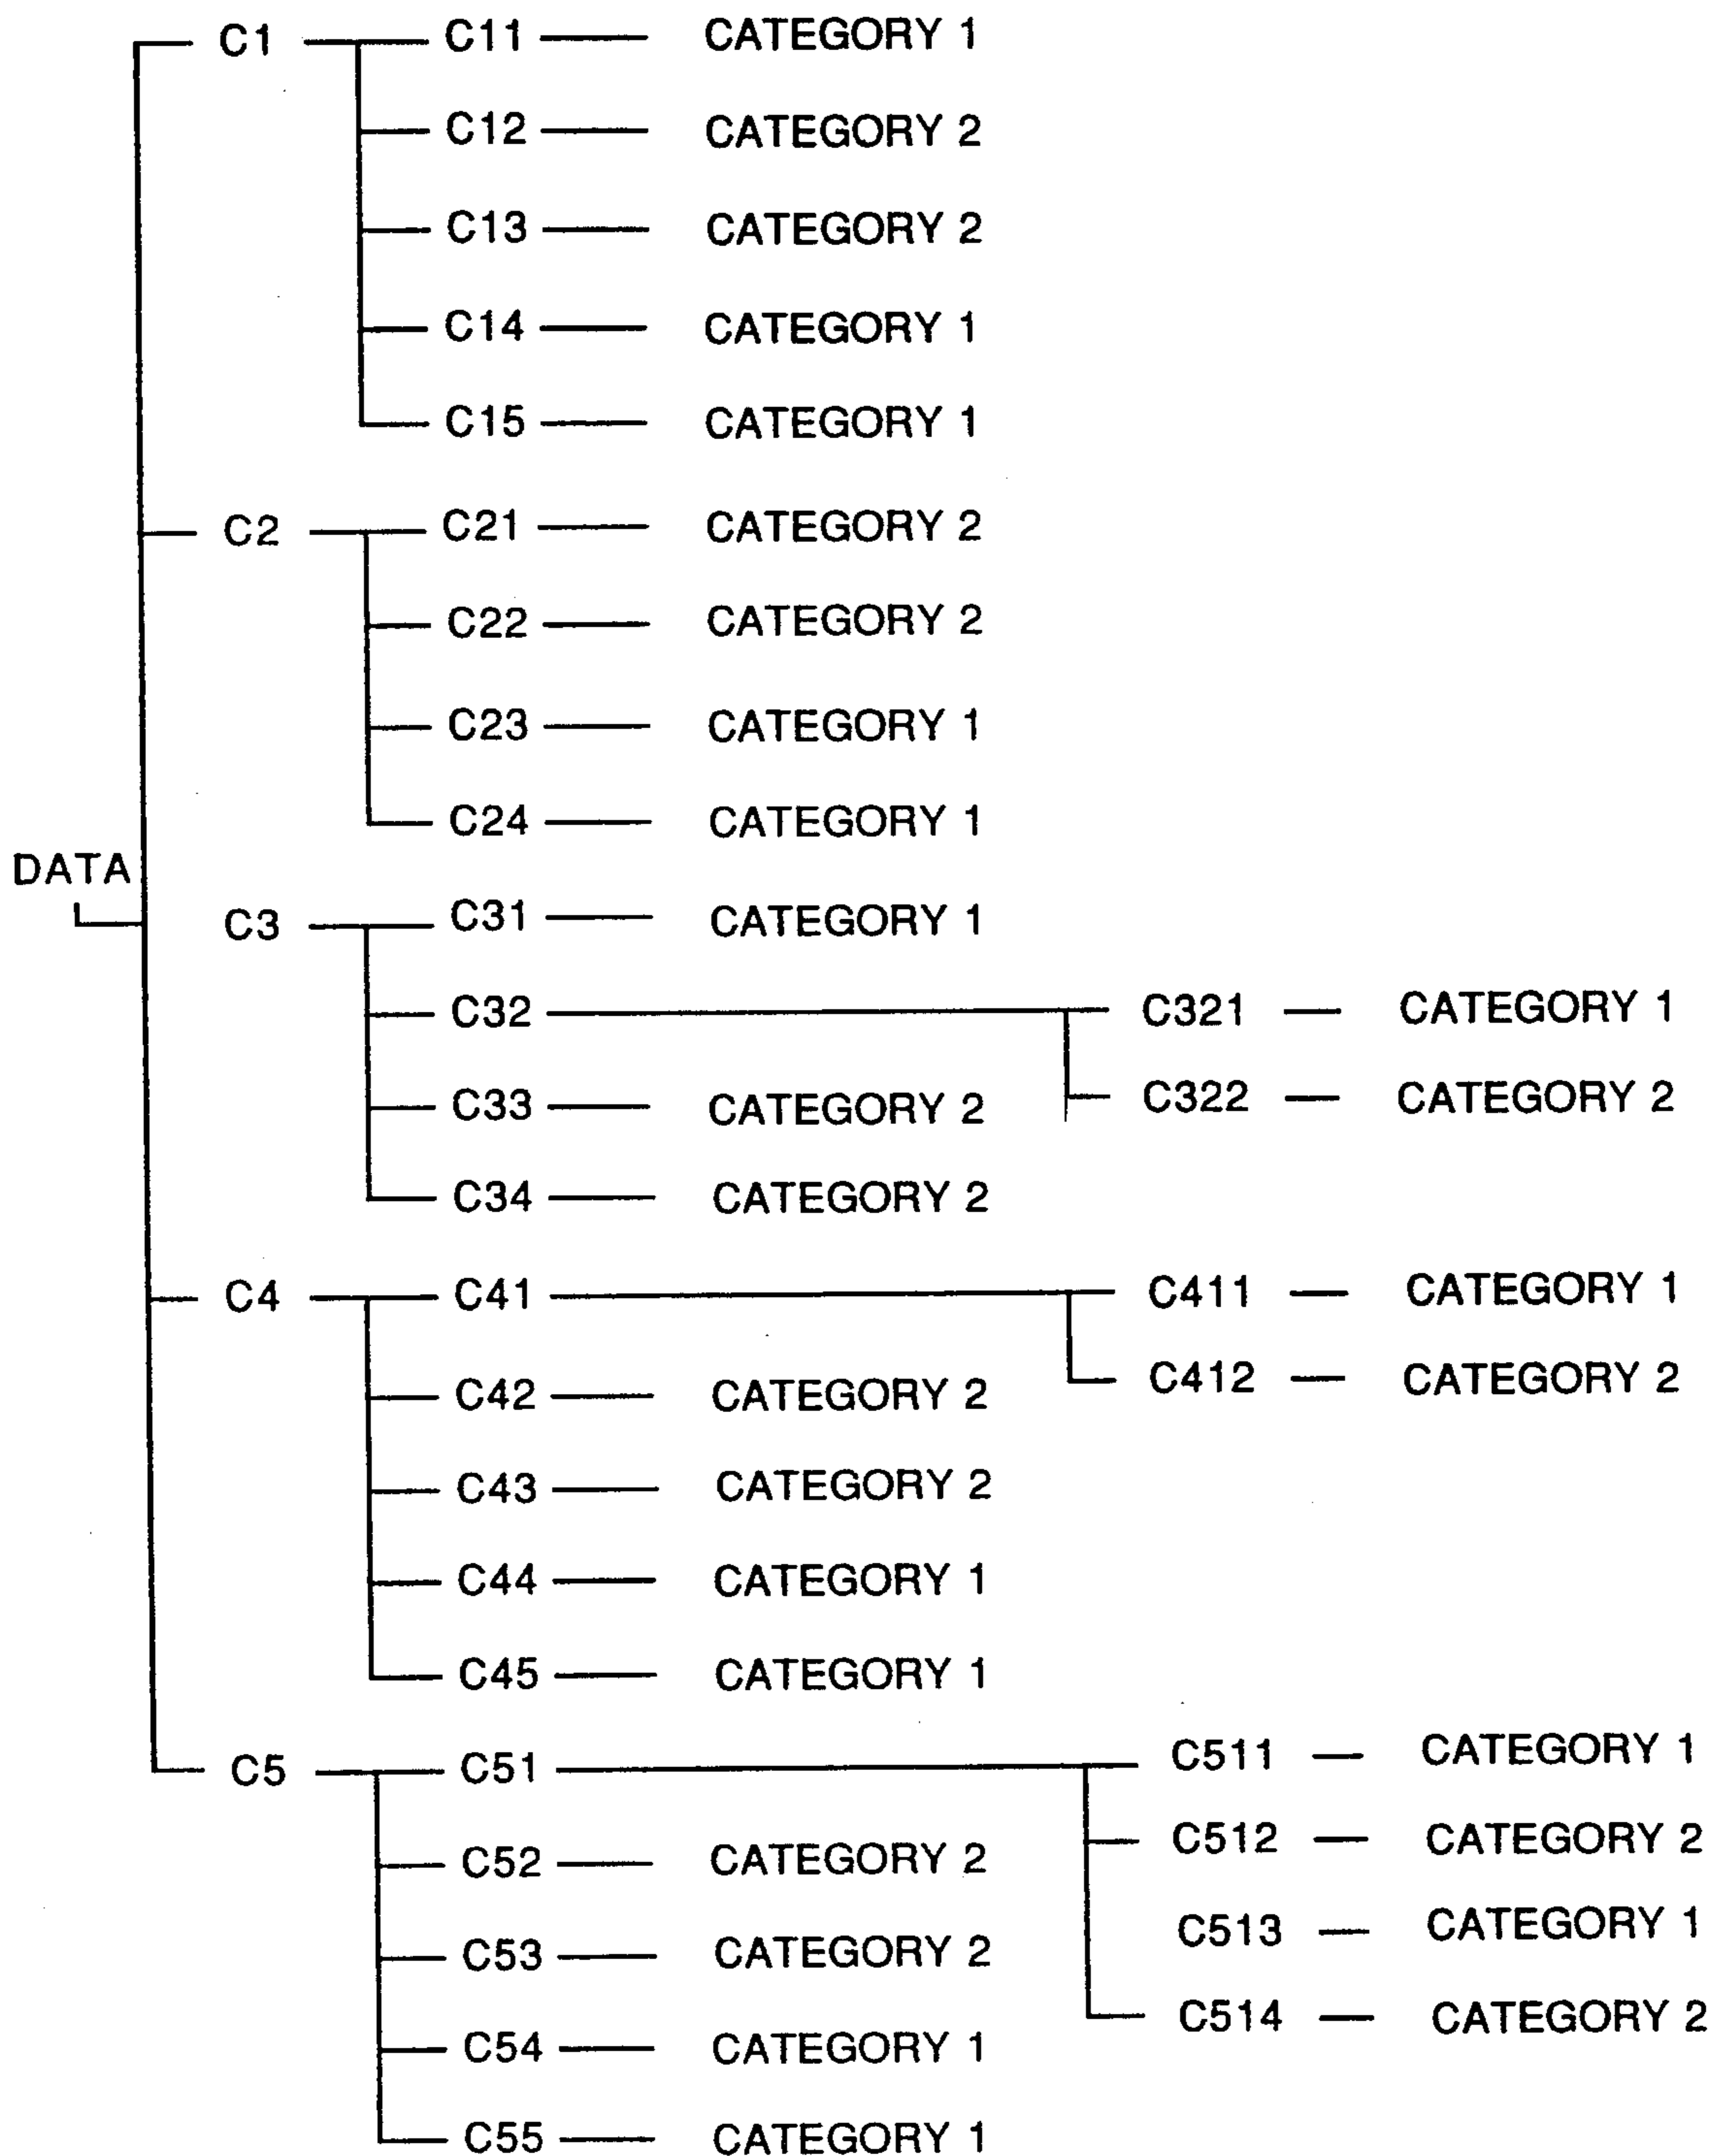 C1 C11 CATEGORY 1
C12 CATEGORY 2
C13 CATEGORY 2
C14 CATEGORY 1
C15 CATEGORY 1
C2 C21 CATEGORY 2
C22 CATEGORY 2
C23 CATEGORY 1
C24 CATEGORY 1
DATA
C3 C31 CATEGORY 1
C32 C321 CATEGORY 1
C322 CATEGORY 2
C33 CATEGORY 2
C34 CATEGORY 2
C4 C41 C411 CATEGORY 1
C412 CATEGORY 2
C42 CATEGORY 2
C43 CATEGORY 2
C44 CATEGORY 1
C45 CATEGORY 1
C5 C51 C511 CATEGORY 1
C512 CATEGORY 2
C52 CATEGORY 2
C513 CATEGORY 1
C53 CATEGORY 2
C514 CATEGORY 2
C54 CATEGORY 1
C55 CATEGORY 1